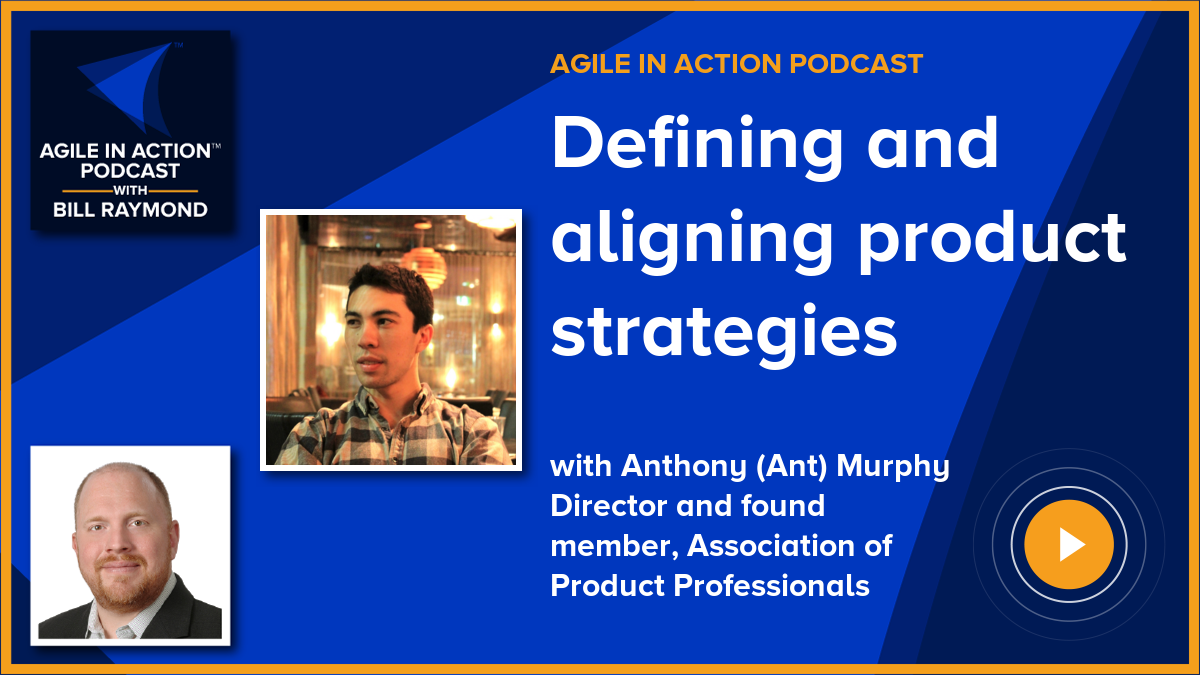 AGILE IN ACTION™
PODCAST
WITH
BILL RAYMOND
AGILE IN ACTION PODCAST
Defining and
aligning product
strategies
with Anthony (Ant) Murphy
Director and found
member, Association of
Product Professionals
TM